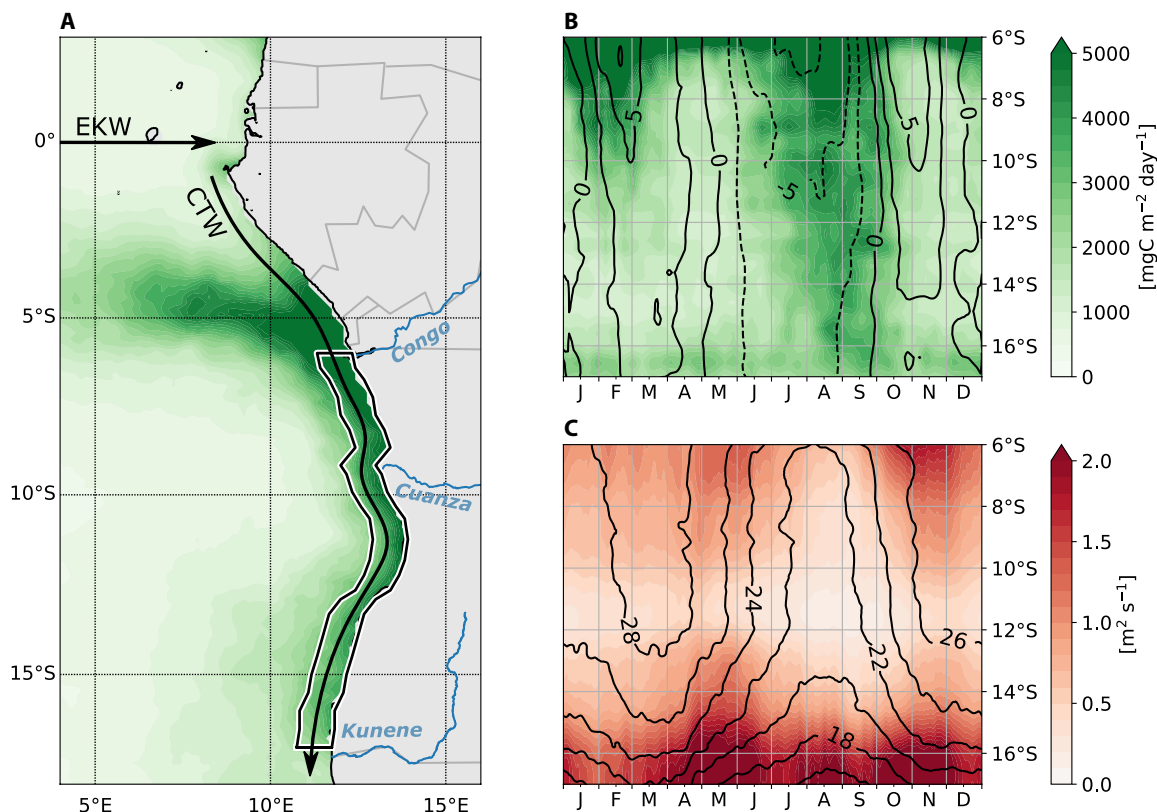 A
EKW
CTW
Congo
Cuanza
Kunene
0°
5°S
10°S
15°S
5°E
10°E
15°E
B
0
5
0
-5
0
5
0
6°S
8°S
10°S
12°S
14°S
16°S
J F M A M J J A S O N D
5000
4000
3000
2000
1000
0
[mgC m⁻² day⁻¹]
C
28
24
22
26
18
6°S
8°S
10°S
12°S
14°S
16°S
J F M A M J J A S O N D
2.0
1.5
1.0
0.5
0.0
[m² s⁻¹]